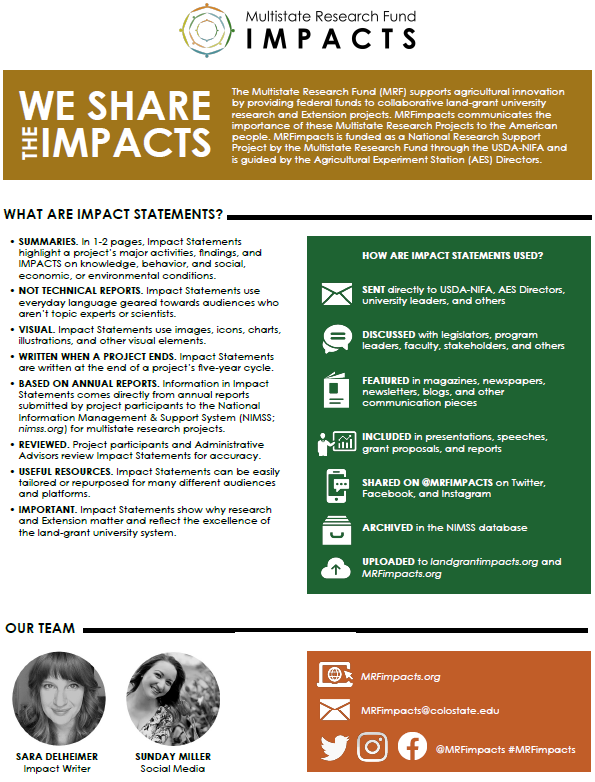 Multistate Research Fund
IMPACTS
WE SHARE
THE IMPACTS
The Multistate Research Fund (MRF) supports agricultural innovation
by providing federal funds to collaborative land-grant university
research and Extension projects. MRFimpacts communicates the
importance of these Multistate Research Projects to the American
people. MRFimpacts is funded as a National Research Support
Project by the Multistate Research Fund through the USDA-NIFA and
is guided by the Agricultural Experiment Station (AES) Directors.
WHAT ARE IMPACT STATEMENTS?
• SUMMARIES. In 1-2 pages, Impact Statements
highlight a project's major activities, findings, and
IMPACTS on knowledge, behavior, and social,
economic, or environmental conditions.
• NOT TECHNICAL REPORTS. Impact Statements use
everyday language geared towards audiences who
aren't topic experts or scientists.
• VISUAL. Impact Statements use images, icons, charts,
illustrations, and other visual elements.
• WRITTEN WHEN A PROJECT ENDS. Impact Statements
are written at the end of a project's five-year cycle.
• BASED ON ANNUAL REPORTS. Information in Impact
Statements comes directly from annual reports
submitted by project participants to the National
Information Management & Support System (NIMSS;
nimss.org) for multistate research projects.
• REVIEWED. Project participants and Administrative
Advisors review Impact Statements for accuracy.
• USEFUL RESOURCES. Impact Statements can be easily
tailored or repurposed for many different audiences
and platforms.
• IMPORTANT. Impact Statements show why research
and Extension matter and reflect the excellence of
the land-grant university system.
HOW ARE IMPACT STATEMENTS USED?
SENT directly to USDA-NIFA, AES Directors,
university leaders, and others
DISCUSSED with legislators, program
leaders, faculty, stakeholders, and others
FEATURED in magazines, newspapers,
newsletters, blogs, and other
communication pieces
INCLUDED in presentations, speeches,
grant proposals, and reports
SHARED ON @MRFIMPACTS on Twitter,
Facebook, and Instagram
ARCHIVED in the NIMSS database
UPLOADED to landgrantimpacts.org and
MRFimpacts.org
OUR TEAM
SARA DELHEIMER
Impact Writer
SUNDAY MILLER
Social Media
MRFimpacts.org
MRFimpacts@colostate.edu
@MRFimpacts #MRFimpacts